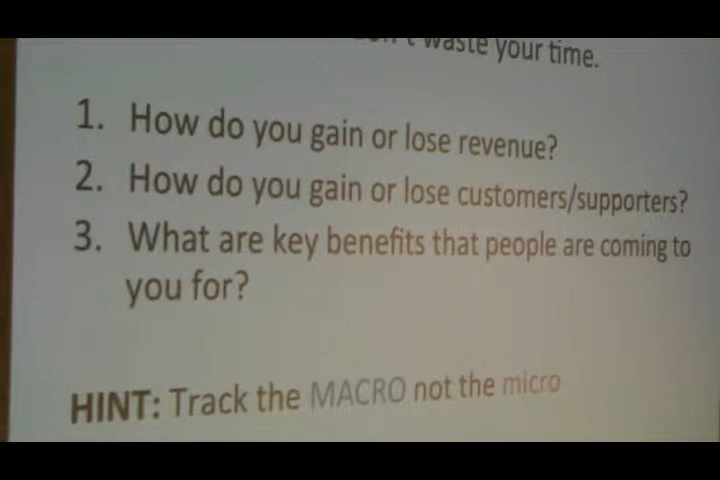 waste your time.
1. How do you gain or lose revenue?
2. How do you gain or lose customers/supporters?
3. What are key benefits that people are coming to
you for?
HINT: Track the MACRO not the micro